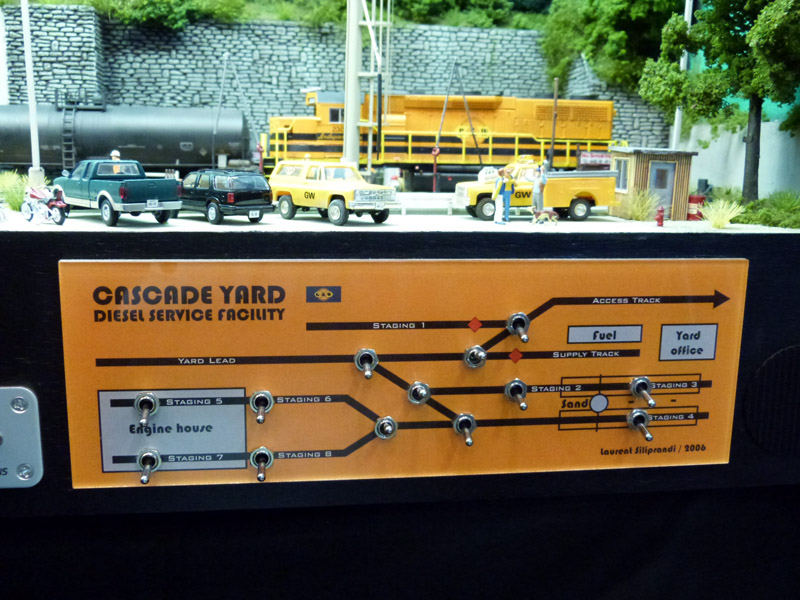 GW
GW
CASCADE YARD
DIESEL SERVICE FACILITY
ACCESS TRACK
STAGING 1
Fuel
Yard
office
YARD LEAD
SUPPLY TRACK
STAGING 2
STAGING 3
STAGING 5
STAGING 6
Sand
STAGING 4
Engine house
STAGING 7
STAGING 8
Laurent Siliprandi / 2006